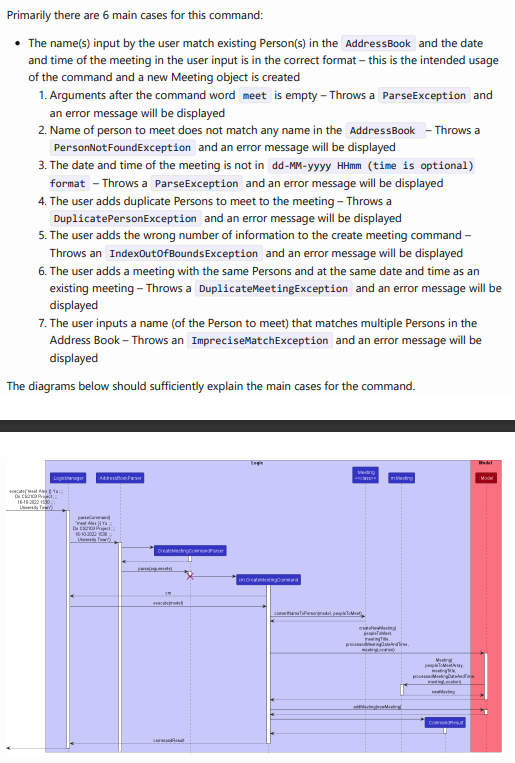 Primarily there are 6 main cases for this command:
• The name(s) input by the user match existing Person(s) in the AddressBook and the date
and time of the meeting in the user input is in the correct format – this is the intended usage
of the command and a new Meeting object is created
1. Arguments after the command word meet is empty – Throws a ParseException and
an error message will be displayed
2. Name of person to meet does not match any name in the AddressBook – Throws a
PersonNotFoundException and an error message will be displayed
3. The date and time of the meeting is not in dd-MM-yyyy HHmm (time is optional)
format – Throws a ParseException and an error message will be displayed
4. The user adds duplicate Persons to meet to the meeting – Throws a
DuplicatePersonException and an error message will be displayed
5. The user adds the wrong number of information to the create meeting command –
Throws an IndexOutOfBoundsException and an error message will be displayed
6. The user adds a meeting with the same Persons and at the same date and time as an
existing meeting – Throws a DuplicateMeetingException and an error message will be
displayed
7. The user inputs a name (of the Person to meet) that matches multiple Persons in the
Address Book – Throws an ImpreciseMatchException and an error message will be
displayed
The diagrams below should sufficiently explain the main cases for the command.
Logic
Model
:LogicManager
:AddressBookParser
:Meeting
<<class>>
m:Meeting
:Model
execute("meet Alex }} Yu ;;;
Do CS2103 Project ;;;
16-10-2022 1530 ;;;
University Town")
parseCommand(
"meet Alex }} Yu ;;;
Do CS2103 Project ;;;
16-10-2022 1530 ;;;
University Town")
:CreateMeetingCommandParser
parse(arguments)
cm:CreateMeetingCommand
cm
execute(model)
convertNameToPerson(model, peopleToMeet)
createNewMeeting(
peopleToMeet,
meetingTitle,
processedMeetingDateAndTime,
meetingLocation)
Meeting(
peopleToMeetArray,
meetingTitle,
processedMeetingDateAndTime,
meetingLocation)
newMeeting
addMeeting(newMeeting)
:CommandResult
commandResult